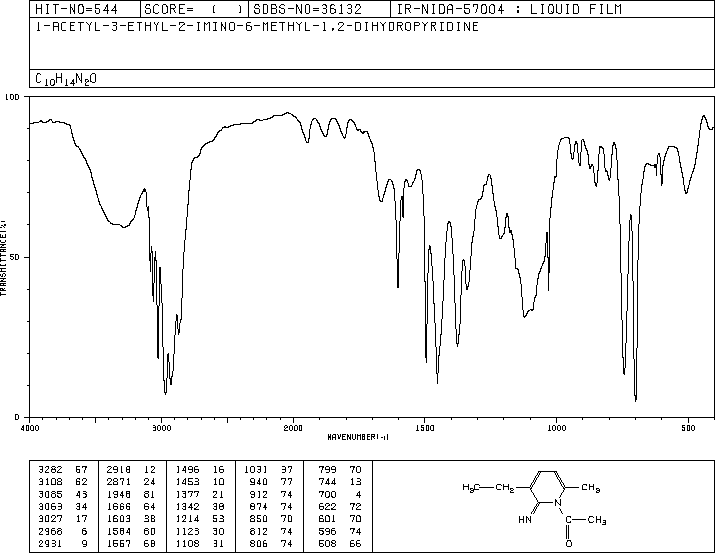 HIT-NO=544 SCORE= ( ) SDBS-NO=36132 IR-NIDA-57004 : LIQUID FILM
1-ACETYL-3-ETHYL-2-IMINO-6-METHYL-1,2-DIHYDROPYRIDINE
C10H14N2O
100
TRANSMITTANCE(%)
50
0
4000 3000 2000 1500 1000 500
WAVENUMBER(-1)
3282 57 2918 12 1496 16 1031 37 799 70
3108 62 2871 24 1453 10 940 77 744 13
3085 43 1948 81 1377 21 912 74 700 4
3063 34 1666 64 1342 38 874 74 622 72
3027 17 1603 38 1214 53 850 70 601 70
2966 6 1584 60 1123 30 812 74 596 74
2931 9 1557 68 1108 31 806 74 508 66
H3C CH2 CH3
N
HN C CH3
O